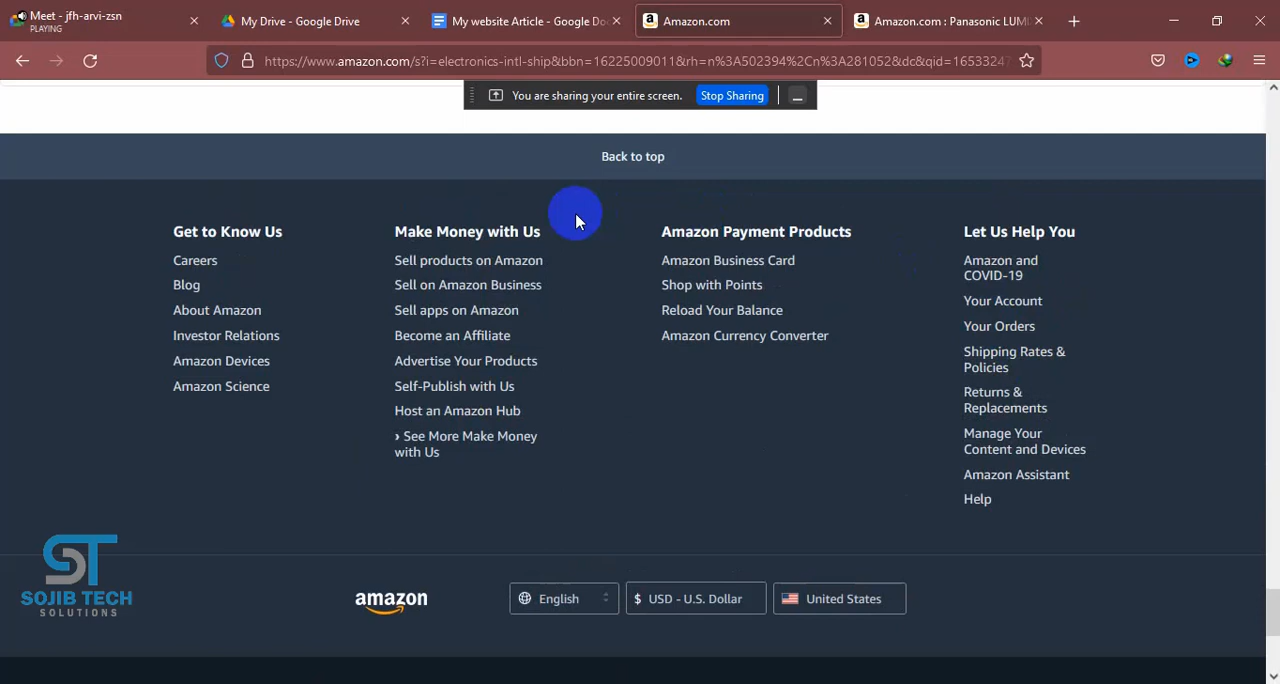 Meet - jfh-arvi-zsn
PLAYING
My Drive - Google Drive
My website Article - Google Do
Amazon.com
Amazon.com : Panasonic LUMI
https://www.amazon.com/s?i=electronics-intl-ship&bbn=16225009011&rh=n%3A502394%2Cn%3A281052&dc&qid=16533247
You are sharing your entire screen.
Stop Sharing
Back to top
Get to Know Us
Careers
Blog
About Amazon
Investor Relations
Amazon Devices
Amazon Science
Make Money with Us
Sell products on Amazon
Sell on Amazon Business
Sell apps on Amazon
Become an Affiliate
Advertise Your Products
Self-Publish with Us
Host an Amazon Hub
› See More Make Money
with Us
Amazon Payment Products
Amazon Business Card
Shop with Points
Reload Your Balance
Amazon Currency Converter
Let Us Help You
Amazon and
COVID-19
Your Account
Your Orders
Shipping Rates &
Policies
Returns &
Replacements
Manage Your
Content and Devices
Amazon Assistant
Help
ST
SOJIB TECH
SOLUTIONS
amazon
English
$ USD - U.S. Dollar
United States